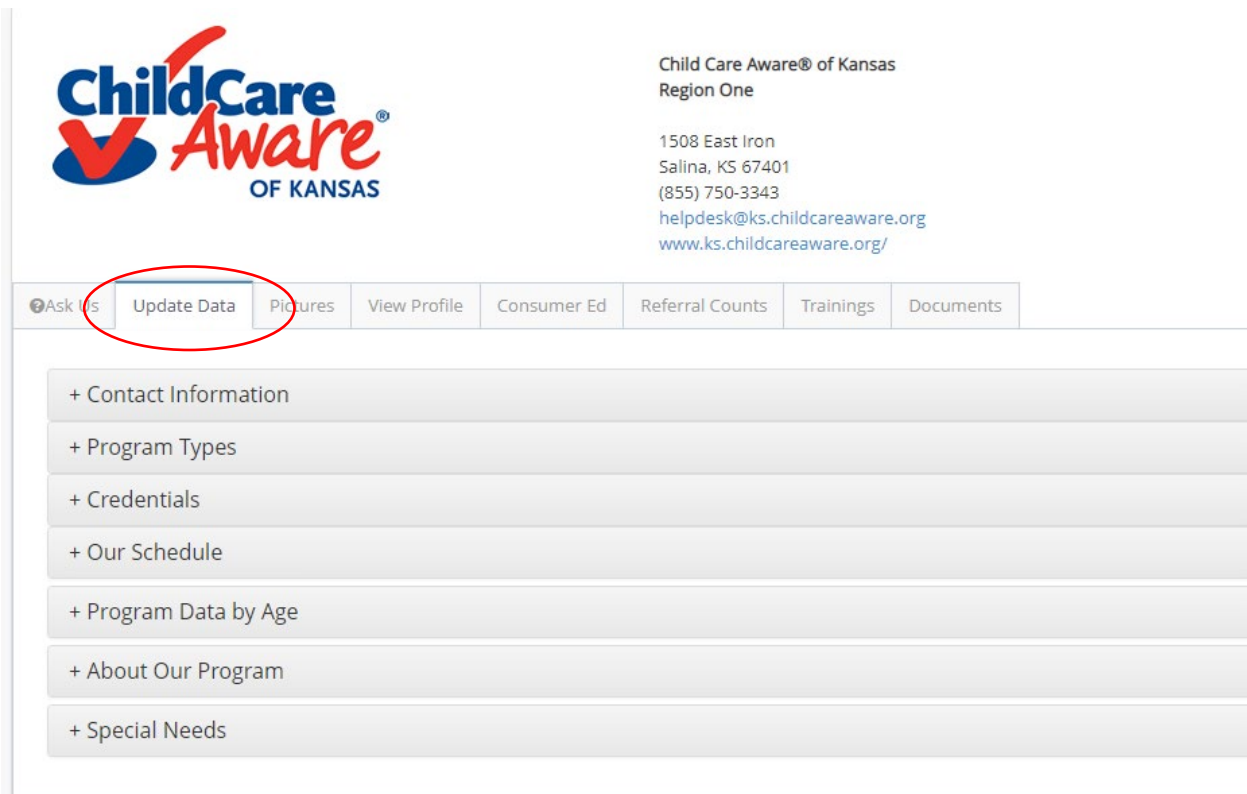 ChildCare
Aware®
OF KANSAS
Child Care Aware® of Kansas
Region One
1508 East Iron
Salina, KS 67401
(855) 750-3343
helpdesk@ks.childcareaware.org
www.ks.childcareaware.org/
?Ask Us Update Data Pictures View Profile Consumer Ed Referral Counts Trainings Documents
+ Contact Information
+ Program Types
+ Credentials
+ Our Schedule
+ Program Data by Age
+ About Our Program
+ Special Needs